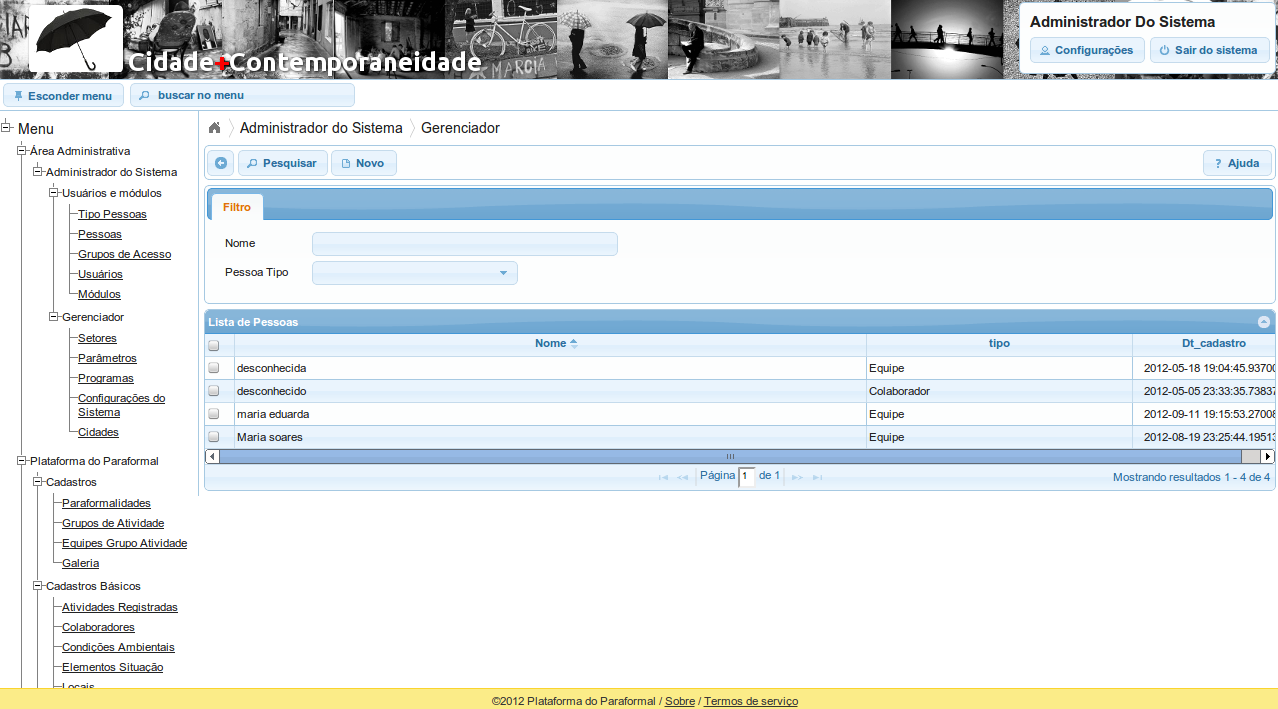 Cidade+Contemporaneidade
MARCIA
Administrador Do Sistema
Configurações
Sair do sistema
Esconder menu
buscar no menu
Menu
Área Administrativa
Administrador do Sistema
Usuários e módulos
Tipo Pessoas
Pessoas
Grupos de Acesso
Usuários
Módulos
Gerenciador
Setores
Parâmetros
Programas
Configurações do
Sistema
Cidades
Plataforma do Paraformal
Cadastros
Paraformalidades
Grupos de Atividade
Equipes Grupo Atividade
Galeria
Cadastros Básicos
Atividades Registradas
Colaboradores
Condições Ambientais
Elementos Situação
Locais
Administrador do Sistema
Gerenciador
Pesquisar
Novo
? Ajuda
Filtro
Nome
Pessoa Tipo
Lista de Pessoas
Nome tipo Dt_cadastro
desconhecida Equipe 2012-05-18 19:04:45.93700
desconhecido Colaborador 2012-05-05 23:33:35.73837
maria eduarda Equipe 2012-09-11 19:15:53.27008
Maria soares Equipe 2012-08-19 23:25:44.19513
Página 1 de 1
Mostrando resultados 1 - 4 de 4
©2012 Plataforma do Paraformal / Sobre / Termos de serviço